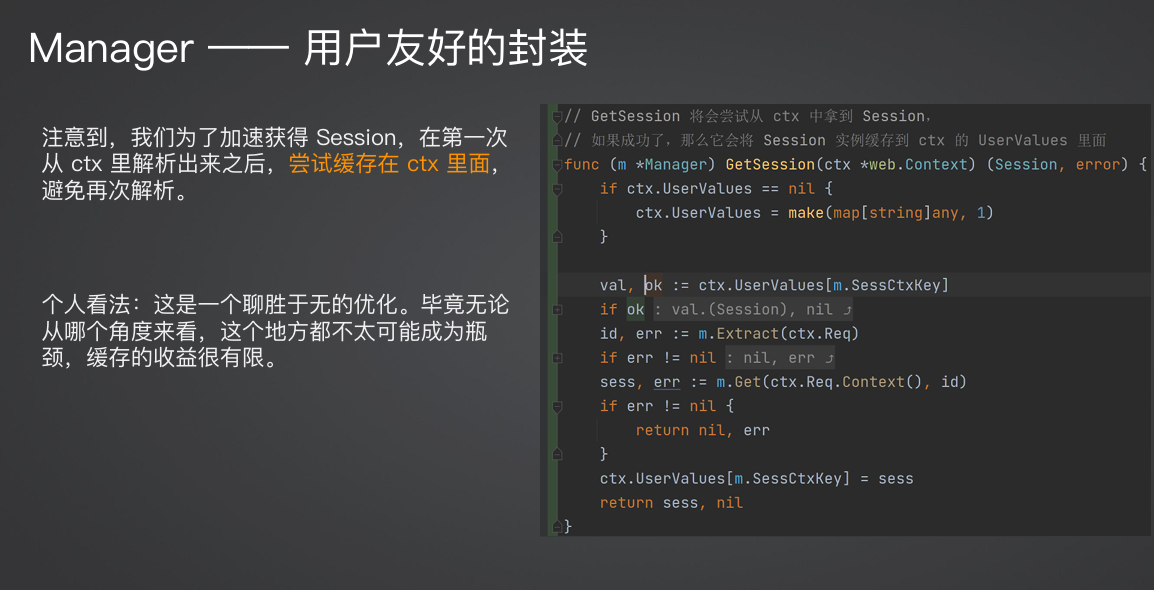 Manager —— 用户友好的封装
注意到，我们为了加速获得 Session，在第一次
从 ctx 里解析出来之后，尝试缓存在 ctx 里面，
避免再次解析。
个人看法：这是一个聊胜于无的优化。毕竟无论
从哪个角度来看，这个地方都不太可能成为瓶
颈，缓存的收益很有限。
// GetSession 将会尝试从 ctx 中拿到 Session,
// 如果成功了，那么它会将 Session 实例缓存到 ctx 的 UserValues 里面
func (m *Manager) GetSession(ctx *web.Context) (Session, error) {
    if ctx.UserValues == nil {
        ctx.UserValues = make(map[string]any, 1)
    }
    val, ok := ctx.UserValues[m.SessCtxKey]
    if ok : val.(Session), nil ⤴
    id, err := m.Extract(ctx.Req)
    if err != nil : nil, err ⤴
    sess, err := m.Get(ctx.Req.Context(), id)
    if err != nil {
        return nil, err
    }
    ctx.UserValues[m.SessCtxKey] = sess
    return sess, nil
}